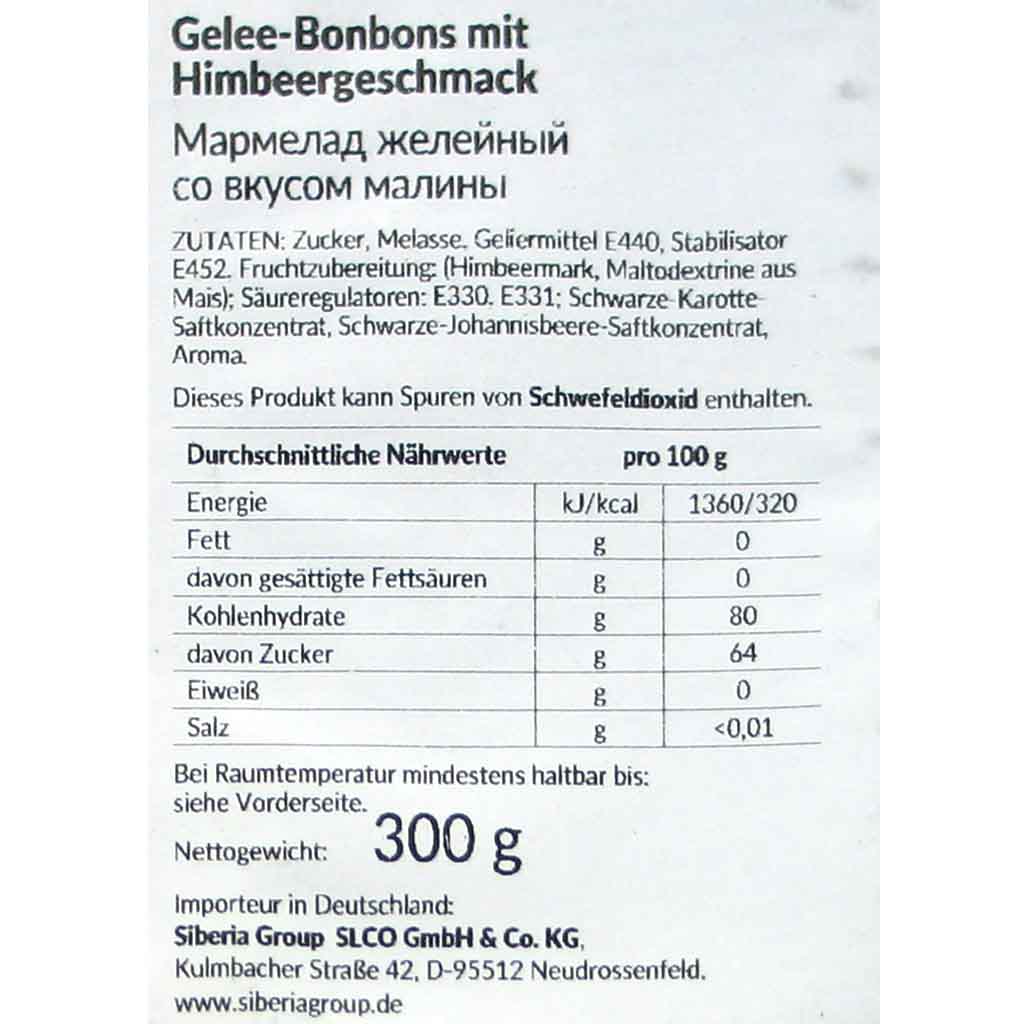 Gelee-Bonbons mit
Himbeergeschmack
Мармелад желейный
со вкусом малины
ZUTATEN: Zucker, Melasse, Geliermittel E440, Stabilisator
E452. Fruchtzubereitung: (Himbeermark, Maltodextrine aus
Mais); Säureregulatoren: E330, E331; Schwarze-Karotte-
Saftkonzentrat, Schwarze-Johannisbeere-Saftkonzentrat,
Aroma.
Dieses Produkt kann Spuren von Schwefeldioxid enthalten.
Durchschnittliche Nährwerte pro 100 g
Energie kJ/kcal 1360/320
Fett g 0
davon gesättigte Fettsäuren g 0
Kohlenhydrate g 80
davon Zucker g 64
Eiweiß g 0
Salz g <0,01
Bei Raumtemperatur mindestens haltbar bis:
siehe Vorderseite.
Nettogewicht: 300 g
Importeur in Deutschland:
Siberia Group SLCO GmbH & Co. KG,
Kulmbacher Straße 42, D-95512 Neudrossenfeld.
www.siberiagroup.de